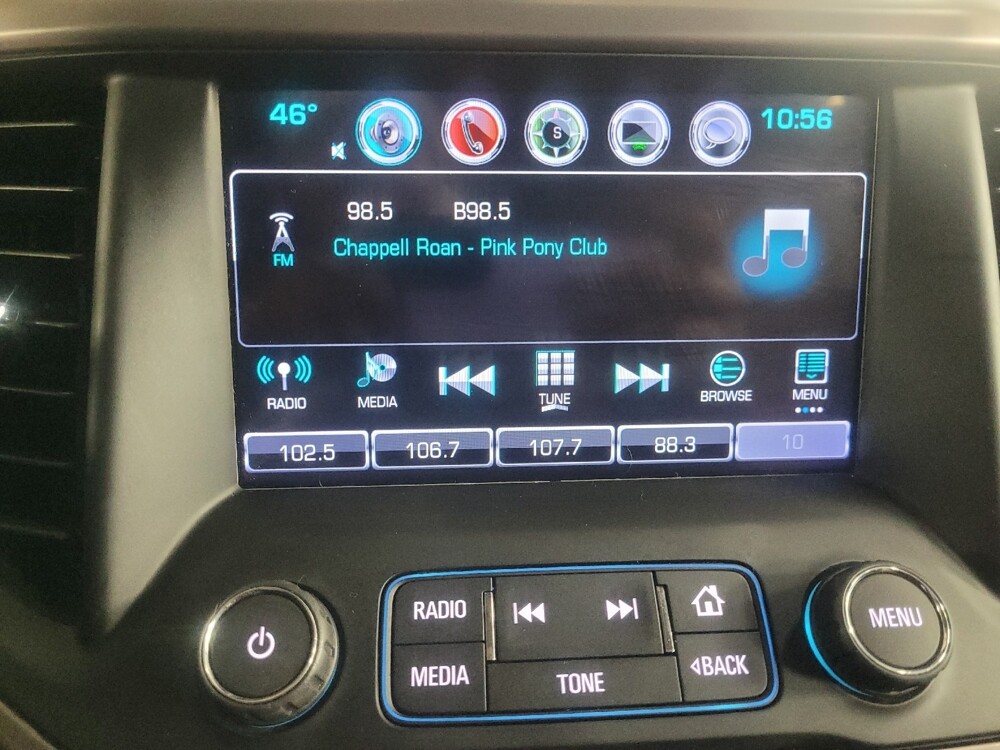 46° S 10:56
98.5 B98.5
FM Chappell Roan - Pink Pony Club
RADIO MEDIA TUNE BROWSE MENU
102.5 106.7 107.7 88.3 10
RADIO
MENU
MEDIA TONE BACK